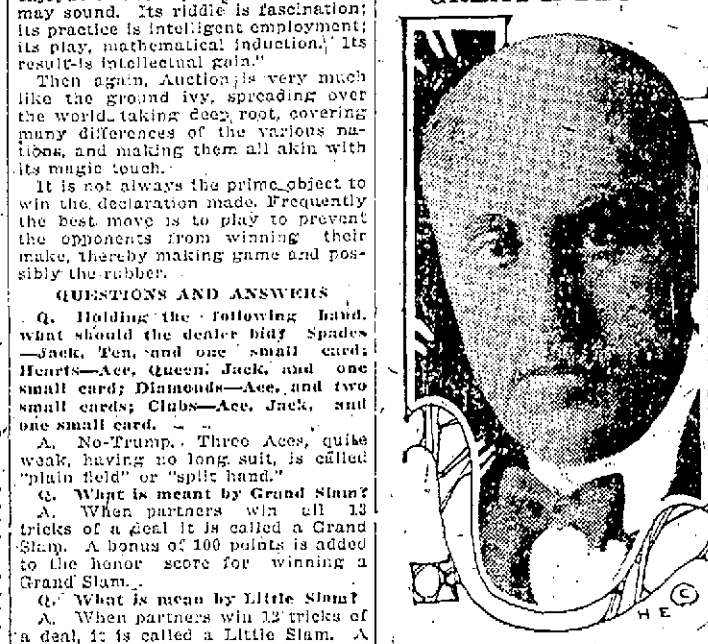 may sound. Its riddle is fascination;
its practice is intelligent employment;
its play, mathematical induction. Its
result is intellectual gain."
Then again, Auction is very much
like the ground ivy, spreading over
the world taking deep root, covering
many differences of the various na-
tions, and making them all akin with
its magic touch.
It is not always the prime object to
win the declaration made. Frequently
the best move is to play to prevent
the opponents from winning their
make, thereby making game and pos-
sibly the rubber.
QUESTIONS AND ANSWERS
Q. Holding the following hand,
what should the dealer bid? Spades
—Jack, Ten, and one small card;
Hearts—Ace, Queen, Jack, and one
small card; Diamonds—Ace, and two
small cards; Clubs—Ace, Jack, and
one small card.
A. No-Trump. Three Aces, quite
weak, having no long suit, is called
"plain field" or "split hand."
Q. What is meant by Grand Slam?
A. When partners win all 13
tricks of a deal it is called a Grand
Slam. A bonus of 100 points is added
to the honor score for winning a
Grand Slam.
Q. What is mean by Little Slam?
A. When partners win 12 tricks of
a deal, it is called a Little Slam. A
HE ©